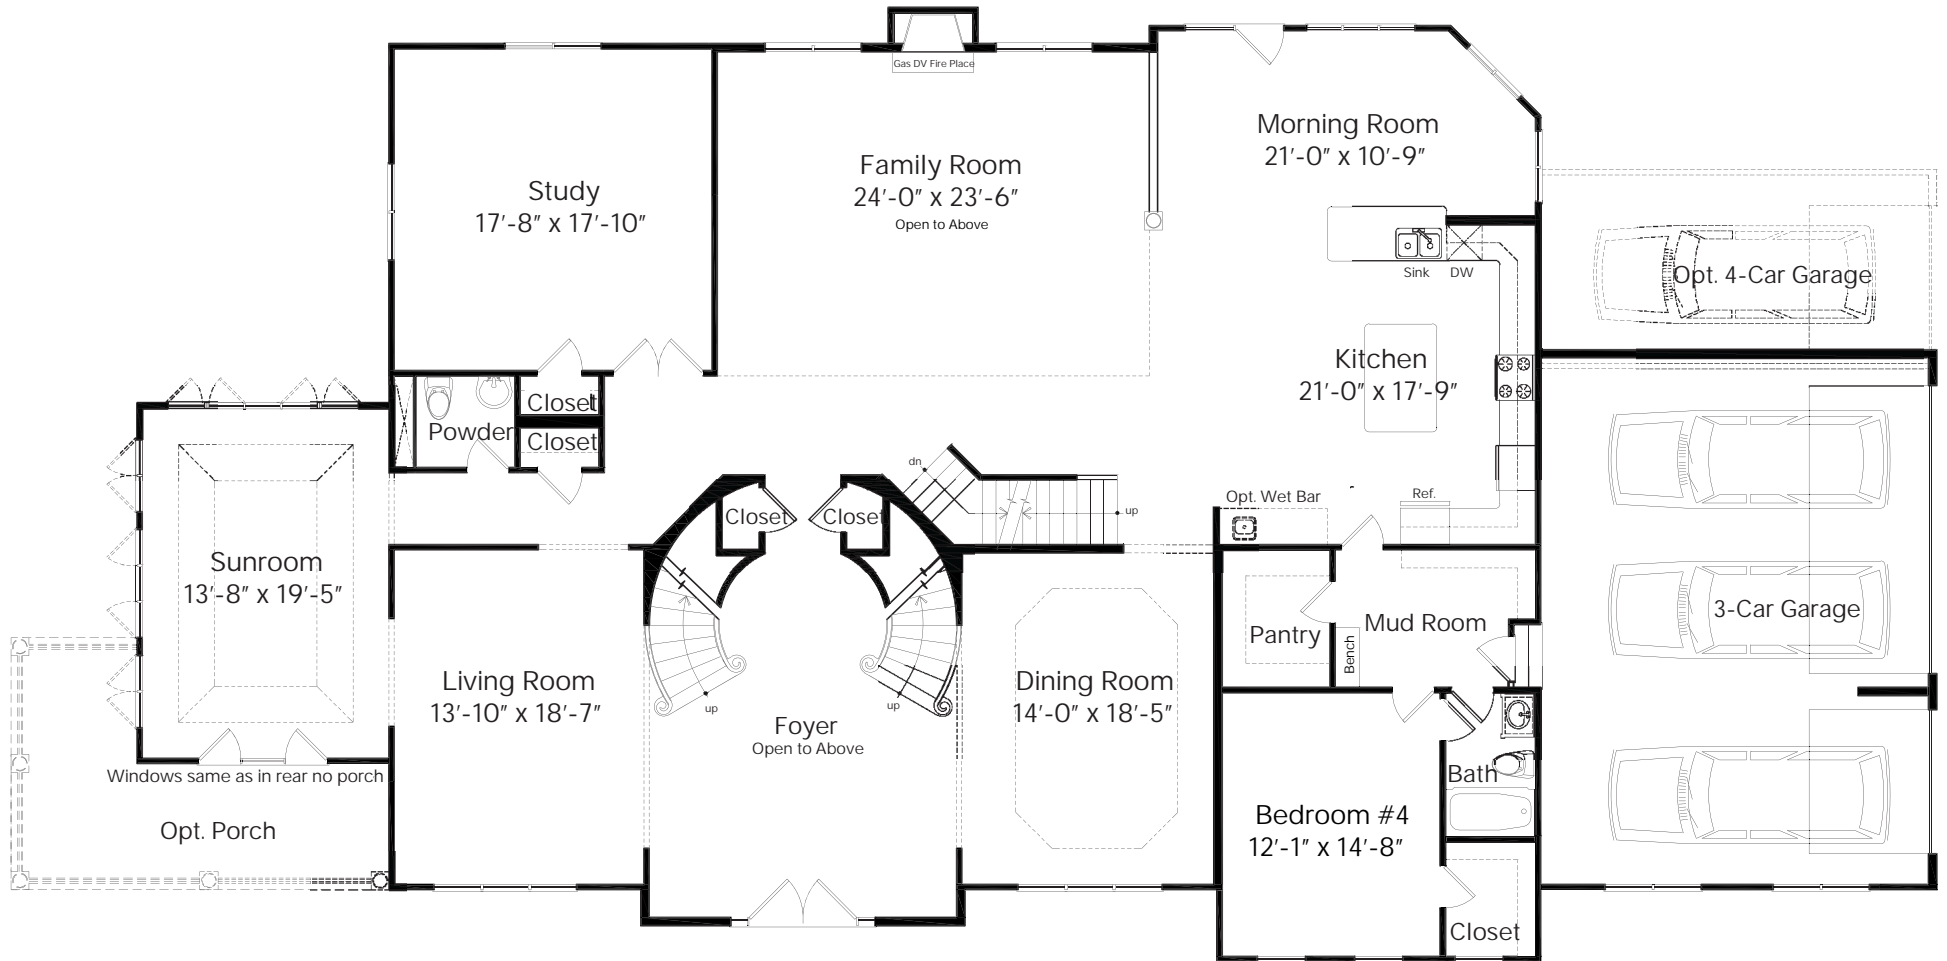 Gas DV Fire Place
Morning Room
21'-0" x 10'-9"
Family Room
24'-0" x 23'-6"
Open to Above
Study
17'-8" x 17'-10"
Sink
DW
Opt. 4-Car Garage
Kitchen
21'-0" x 17'-9"
Closet
Powder
Closet
dn
up
Opt. Wet Bar
Ref.
Closet
Closet
Sunroom
13'-8" x 19'-5"
Pantry
Bench
Mud Room
3-Car Garage
Living Room
13'-10" x 18'-7"
up
up
Foyer
Open to Above
Dining Room
14'-0" x 18'-5"
Windows same as in rear no porch
Opt. Porch
Bath
Bedroom #4
12'-1" x 14'-8"
Closet